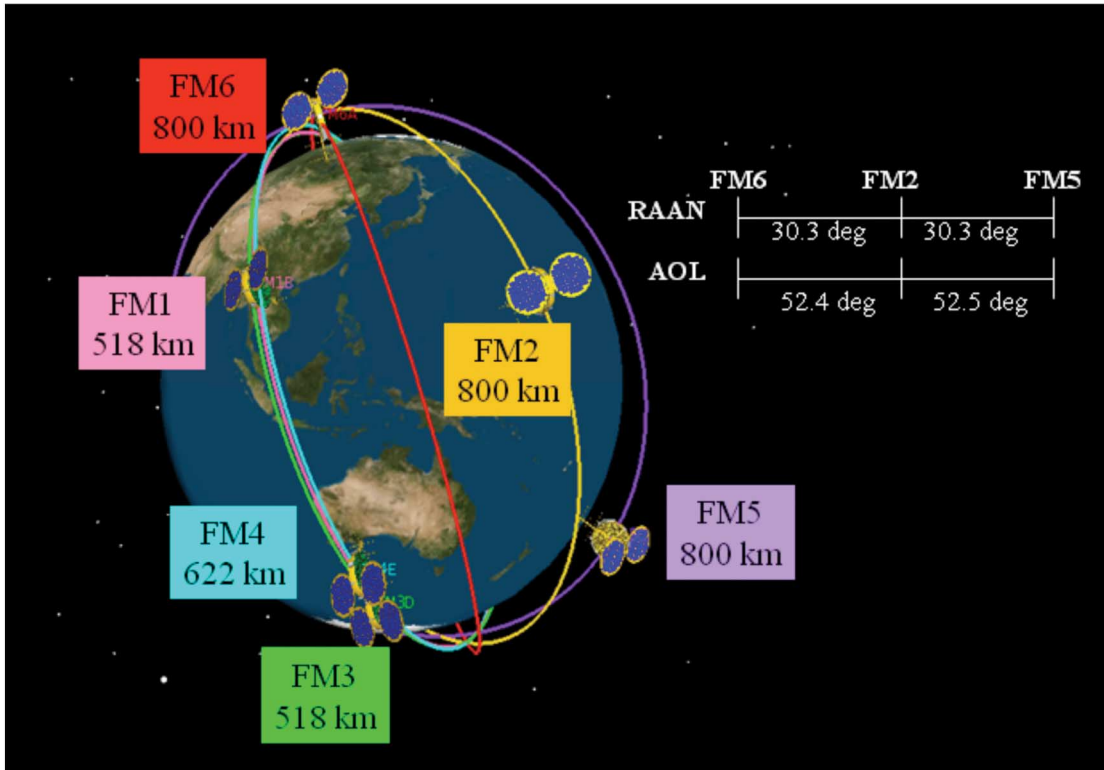 FM6
800 km
FM6 FM2 FM5
RAAN
30.3 deg 30.3 deg
AOL
52.4 deg 52.5 deg
FM1
518 km
FM2
800 km
FM4
622 km
FM5
800 km
FM3
518 km